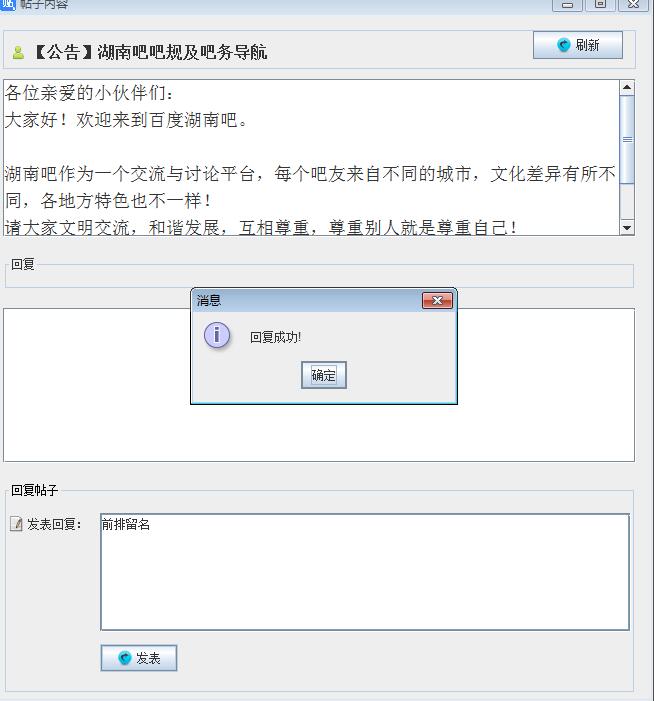 贴 帖子内容
【公告】湖南吧吧规及吧务导航
刷新
各位亲爱的小伙伴们：
大家好！欢迎来到百度湖南吧。
湖南吧作为一个交流与讨论平台，每个吧友来自不同的城市，文化差异有所不
同，各地方特色也不一样！
请大家文明交流，和谐发展，互相尊重，尊重别人就是尊重自己！
回复
消息
回复成功!
确定
回复帖子
发表回复：
前排留名
发表